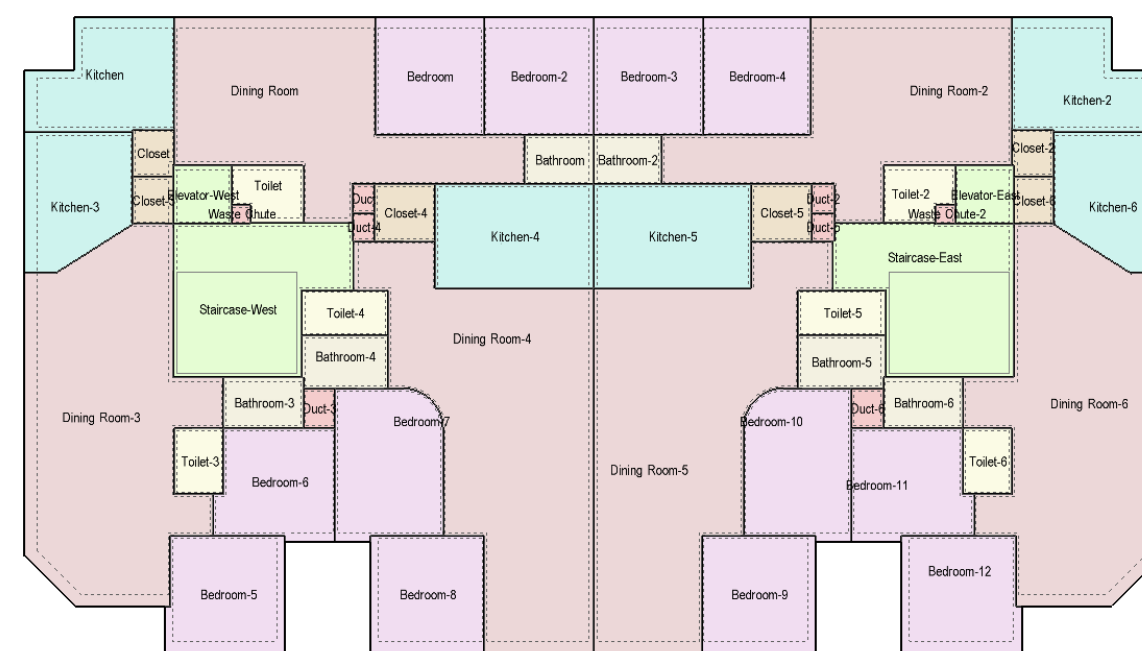 Kitchen
Dining Room
Bedroom
Bedroom-2
Bedroom-3
Bedroom-4
Dining Room-2
Kitchen-2
Closet
Bathroom
Bathroom-2
Closet-2
Kitchen-3
Closet-3
Elevator-West
Toilet
Waste Chute
Duct
Duct-4
Closet-4
Kitchen-4
Kitchen-5
Closet-5
Duct-2
Duct-5
Toilet-2
Waste Chute-2
Elevator-East
Closet-6
Kitchen-6
Staircase-East
Staircase-West
Toilet-4
Dining Room-4
Toilet-5
Bathroom-4
Bathroom-5
Dining Room-3
Bathroom-3
Duct-3
Bedroom-7
Bedroom-10
Duct-6
Bathroom-6
Dining Room-6
Toilet-3
Bedroom-6
Dining Room-5
Bedroom-11
Toilet-6
Bedroom-5
Bedroom-8
Bedroom-9
Bedroom-12